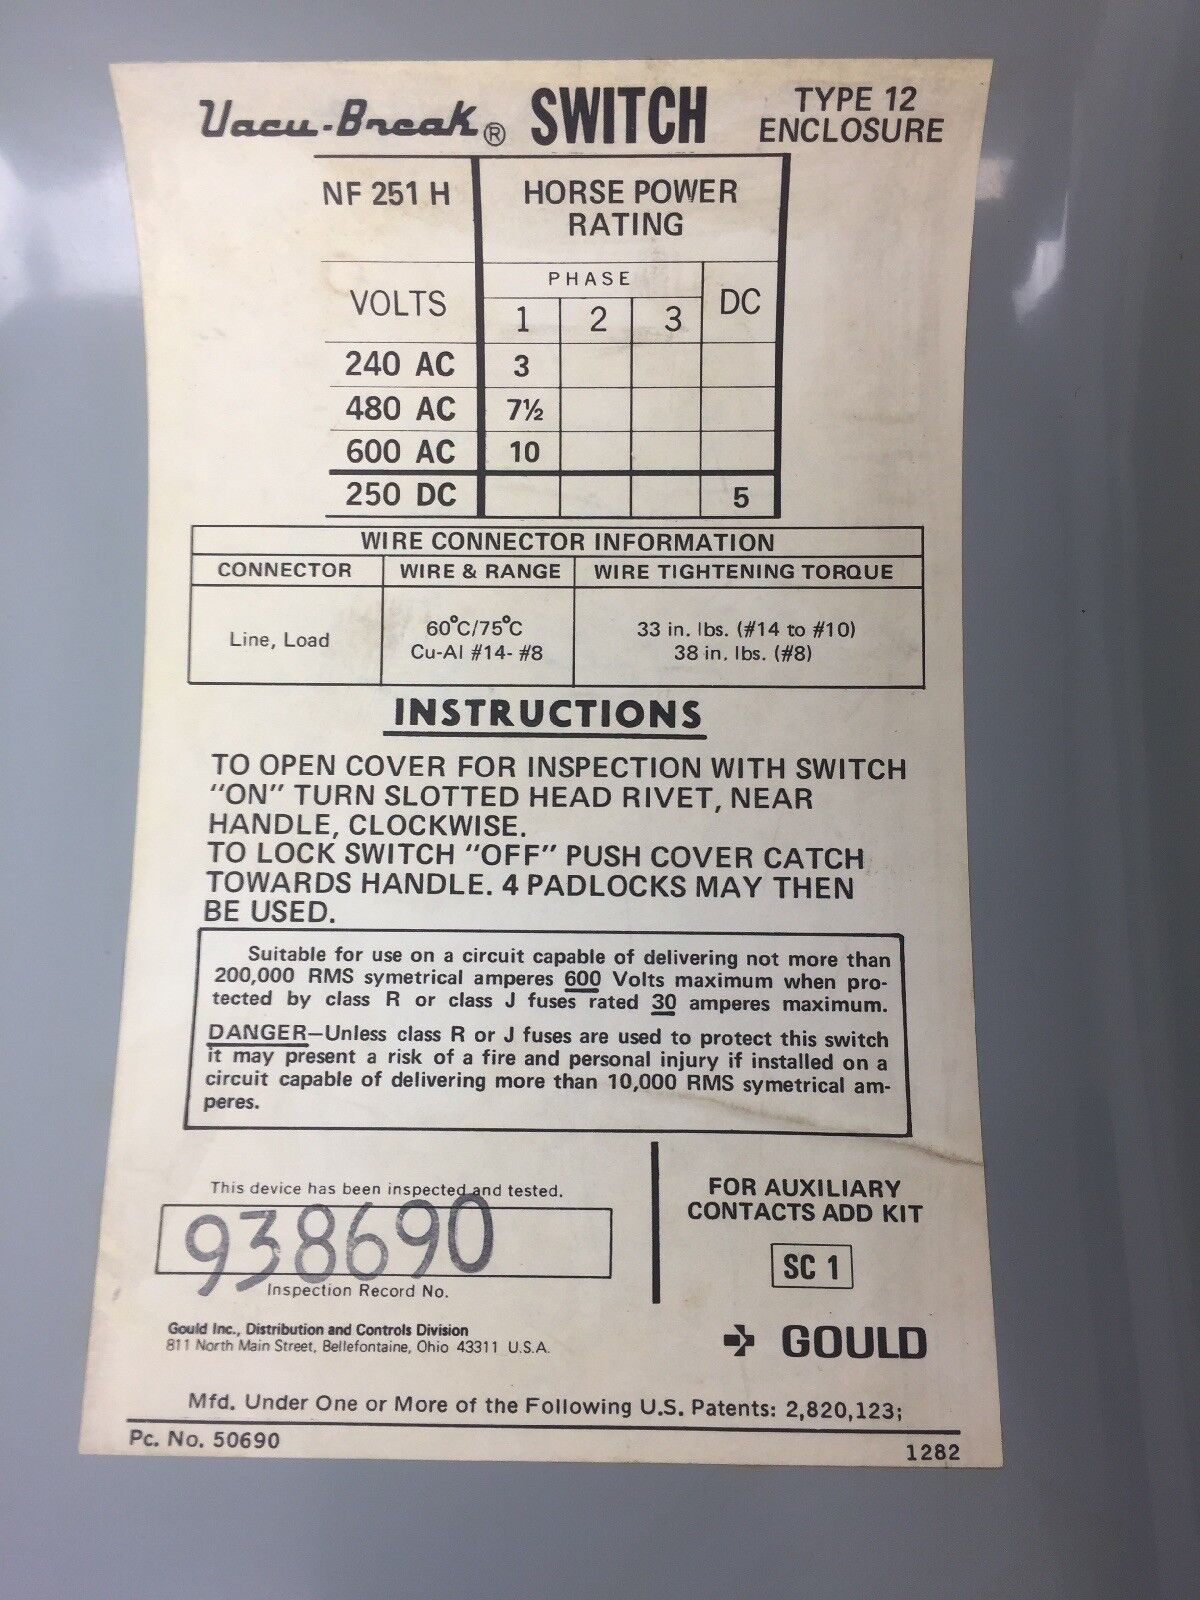 Vacu-Break® SWITCH
TYPE 12
ENCLOSURE
NF 251 H
HORSE POWER
RATING
VOLTS
PHASE
DC
1 2 3
240 AC 3
480 AC 7½
600 AC 10
250 DC 5
WIRE CONNECTOR INFORMATION
CONNECTOR WIRE & RANGE WIRE TIGHTENING TORQUE
Line, Load
60°C/75°C
Cu-Al #14- #8
33 in. lbs. (#14 to #10)
38 in. lbs. (#8)
INSTRUCTIONS
TO OPEN COVER FOR INSPECTION WITH SWITCH
"ON" TURN SLOTTED HEAD RIVET, NEAR
HANDLE, CLOCKWISE.
TO LOCK SWITCH "OFF" PUSH COVER CATCH
TOWARDS HANDLE. 4 PADLOCKS MAY THEN
BE USED.
Suitable for use on a circuit capable of delivering not more than
200,000 RMS symetrical amperes 600 Volts maximum when pro-
tected by class R or class J fuses rated 30 amperes maximum.
DANGER—Unless class R or J fuses are used to protect this switch
it may present a risk of a fire and personal injury if installed on a
circuit capable of delivering more than 10,000 RMS symetrical am-
peres.
This device has been inspected and tested.
938690
Inspection Record No.
FOR AUXILIARY
CONTACTS ADD KIT
SC 1
Gould Inc., Distribution and Controls Division
811 North Main Street, Bellefontaine, Ohio 43311 U.S.A.
GOULD
Mfd. Under One or More of the Following U.S. Patents: 2,820,123;
Pc. No. 50690
1282